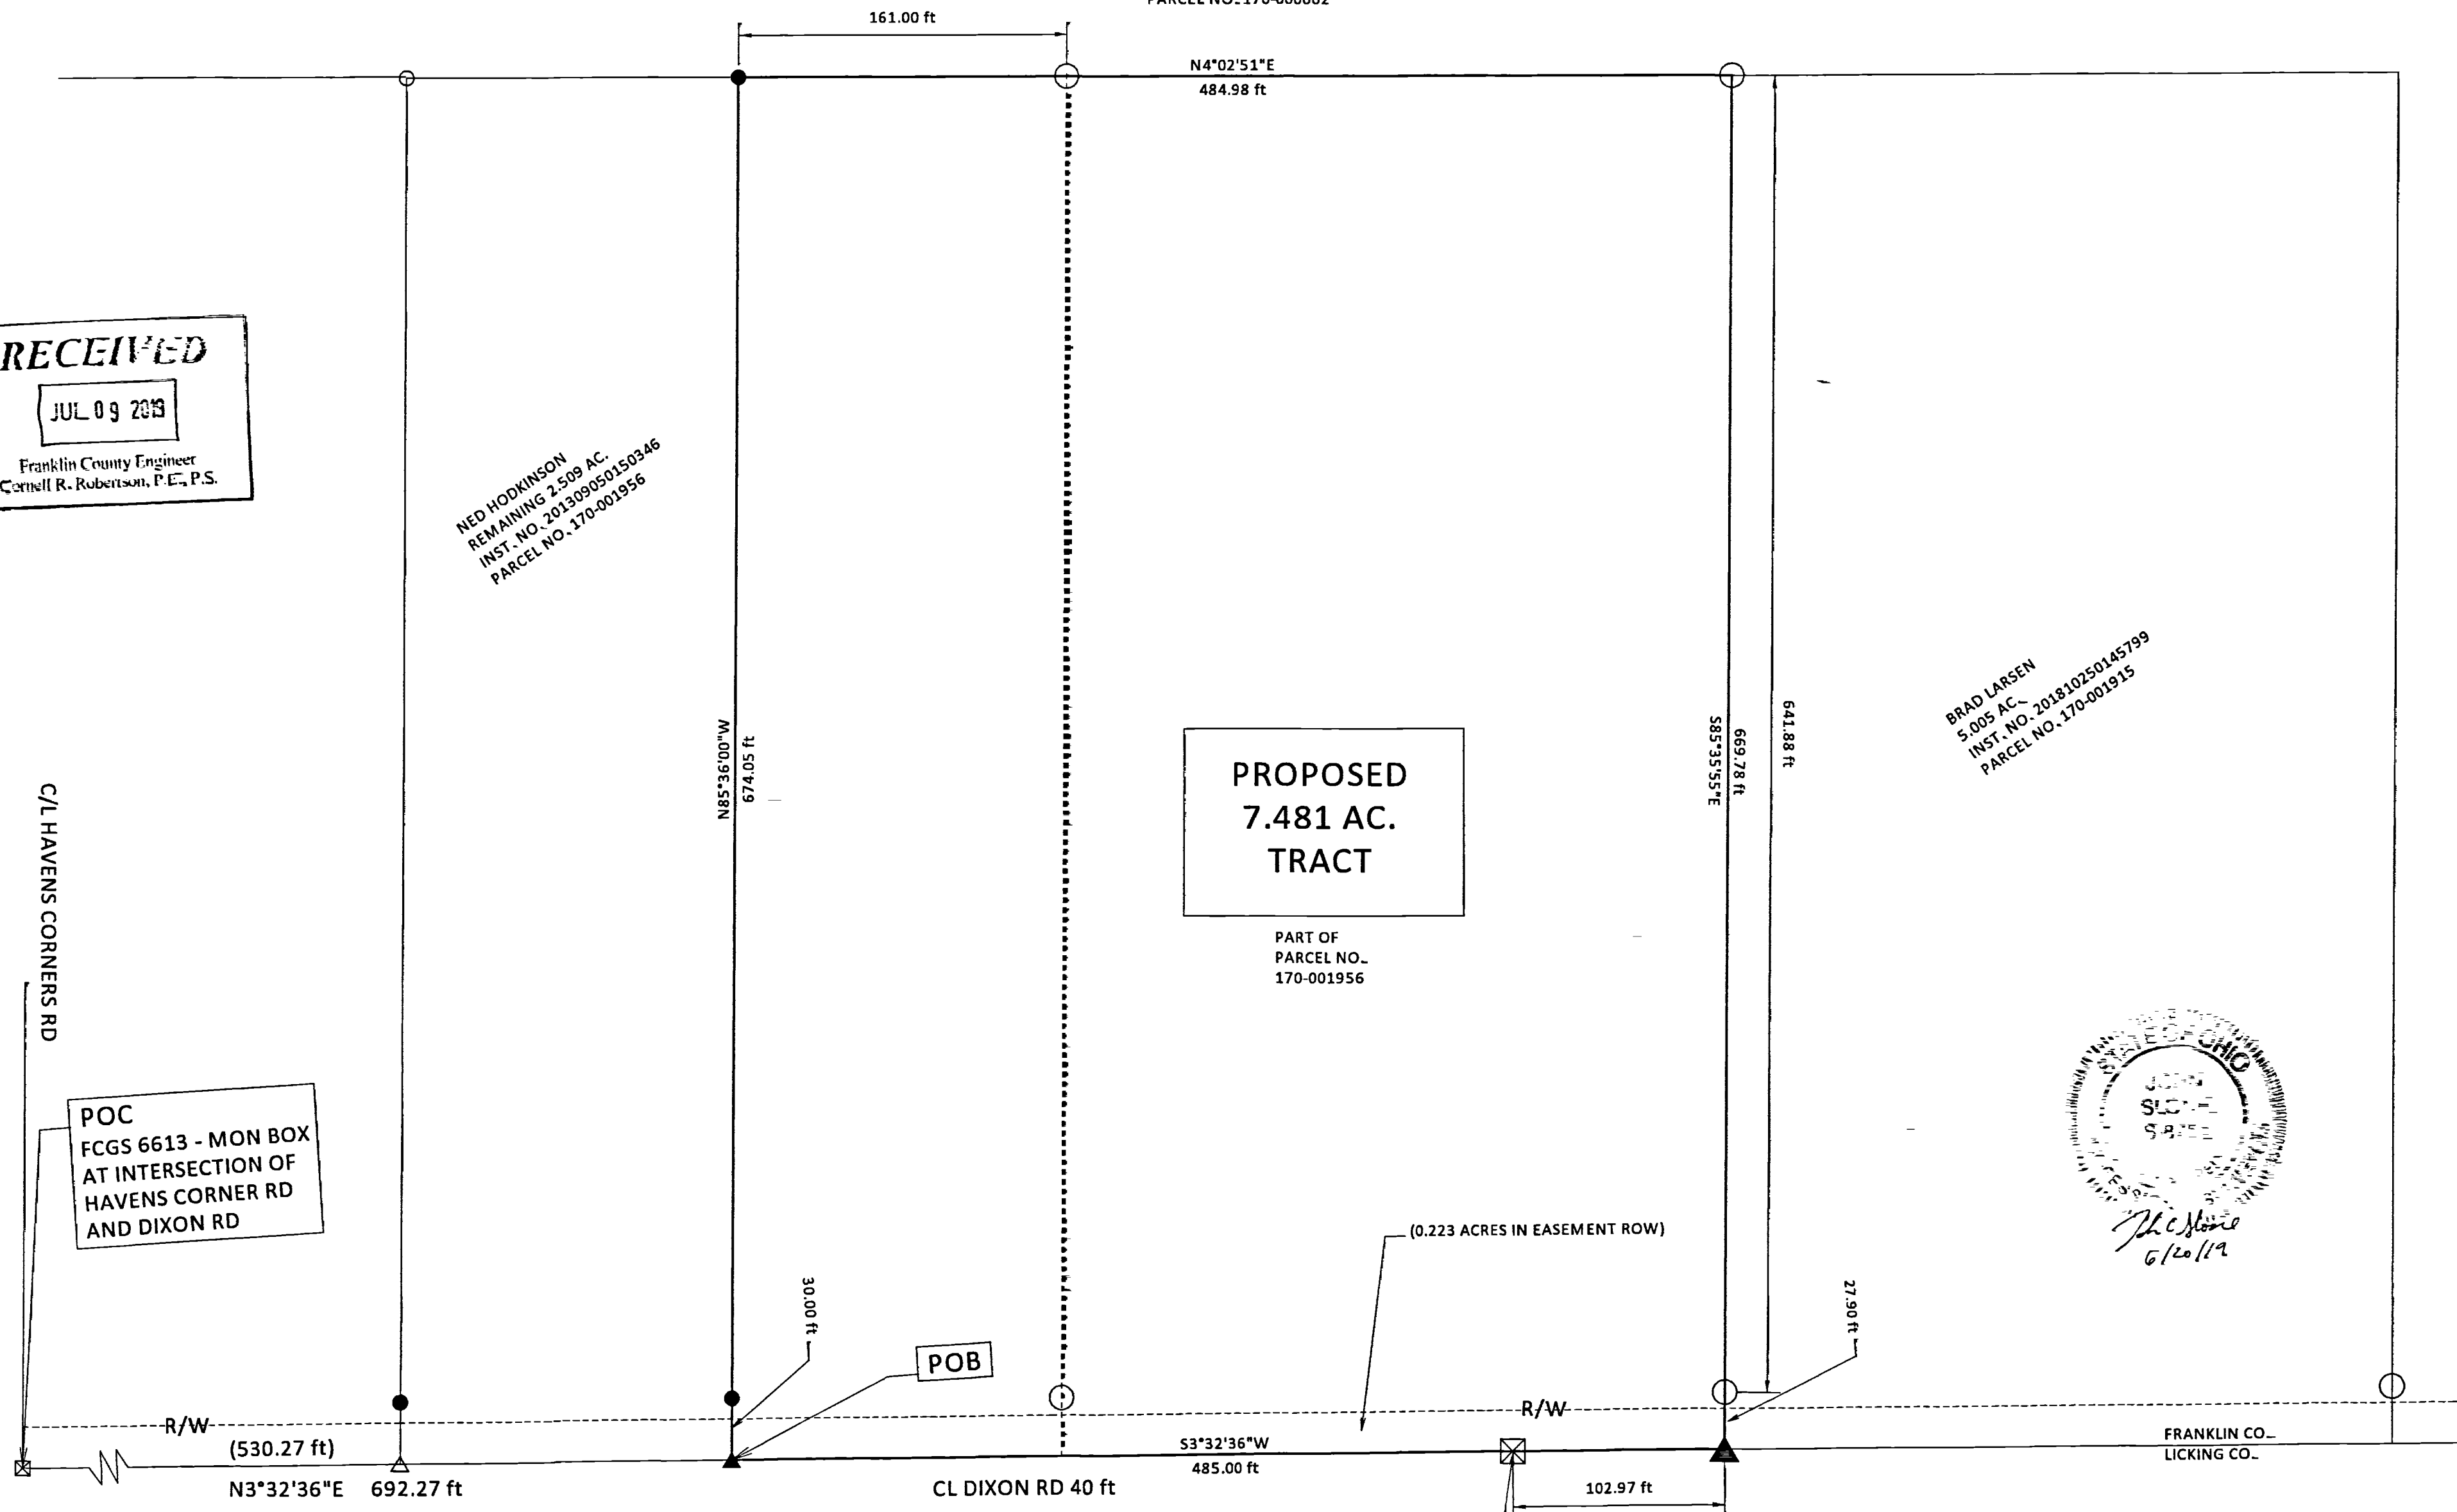 161.00 ft
N4°02'51"E
484.98 ft
RECEIVED
JUL 09 2019
Franklin County Engineer
Cornell R. Robertson, P.E., P.S.
NED HODKINSON
REMAINING 2.509 AC.
INST. NO. 201309050150346
PARCEL NO. 170-001956
N85°36'00"W
674.05 ft
PROPOSED
7.481 AC.
TRACT
PART OF
PARCEL NO.
170-001956
S85°35'55"E
669.78 ft
641.88 ft
BRAD LARSEN
5.005 AC.
INST. NO. 201810250145799
PARCEL NO. 170-001915
C/L HAVENS CORNERS RD
POC
FCGS 6613 - MON BOX
AT INTERSECTION OF
HAVENS CORNER RD
AND DIXON RD
STATE OF OHIO
JOHN
6/20/19
(0.223 ACRES IN EASEMENT ROW)
30.00 ft
27.90 ft
POB
R/W
R/W
(530.27 ft)
N3°32'36"E 692.27 ft
S3°32'36"W
485.00 ft
CL DIXON RD 40 ft
102.97 ft
FRANKLIN CO.
LICKING CO.